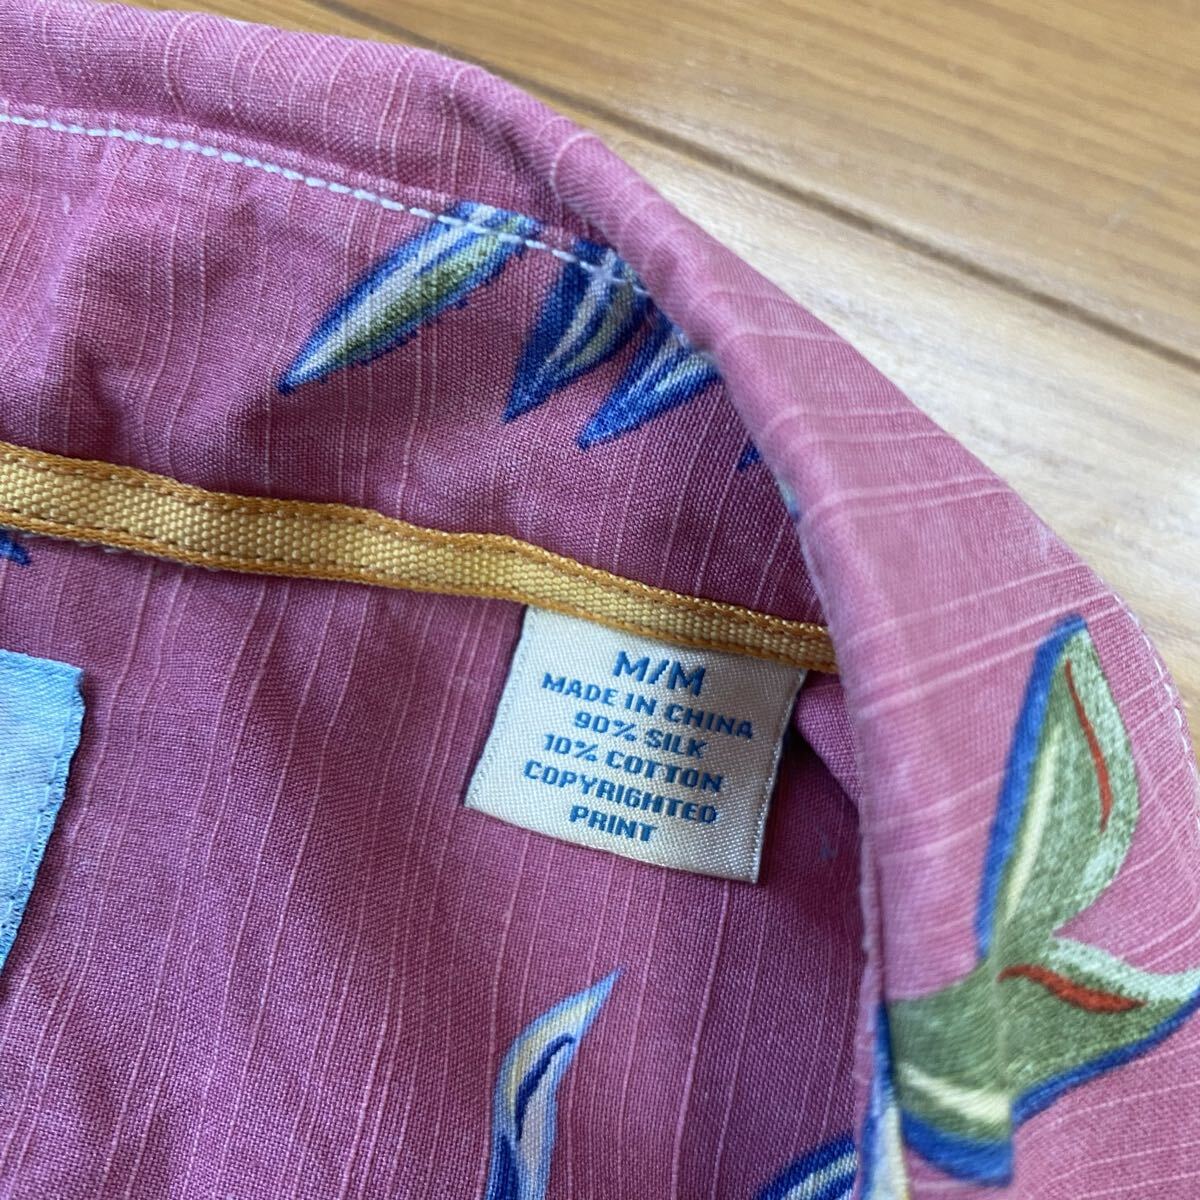 M/M
MADE IN CHINA
90% SILK
10% COTTON
COPYRIGHTED
PRINT